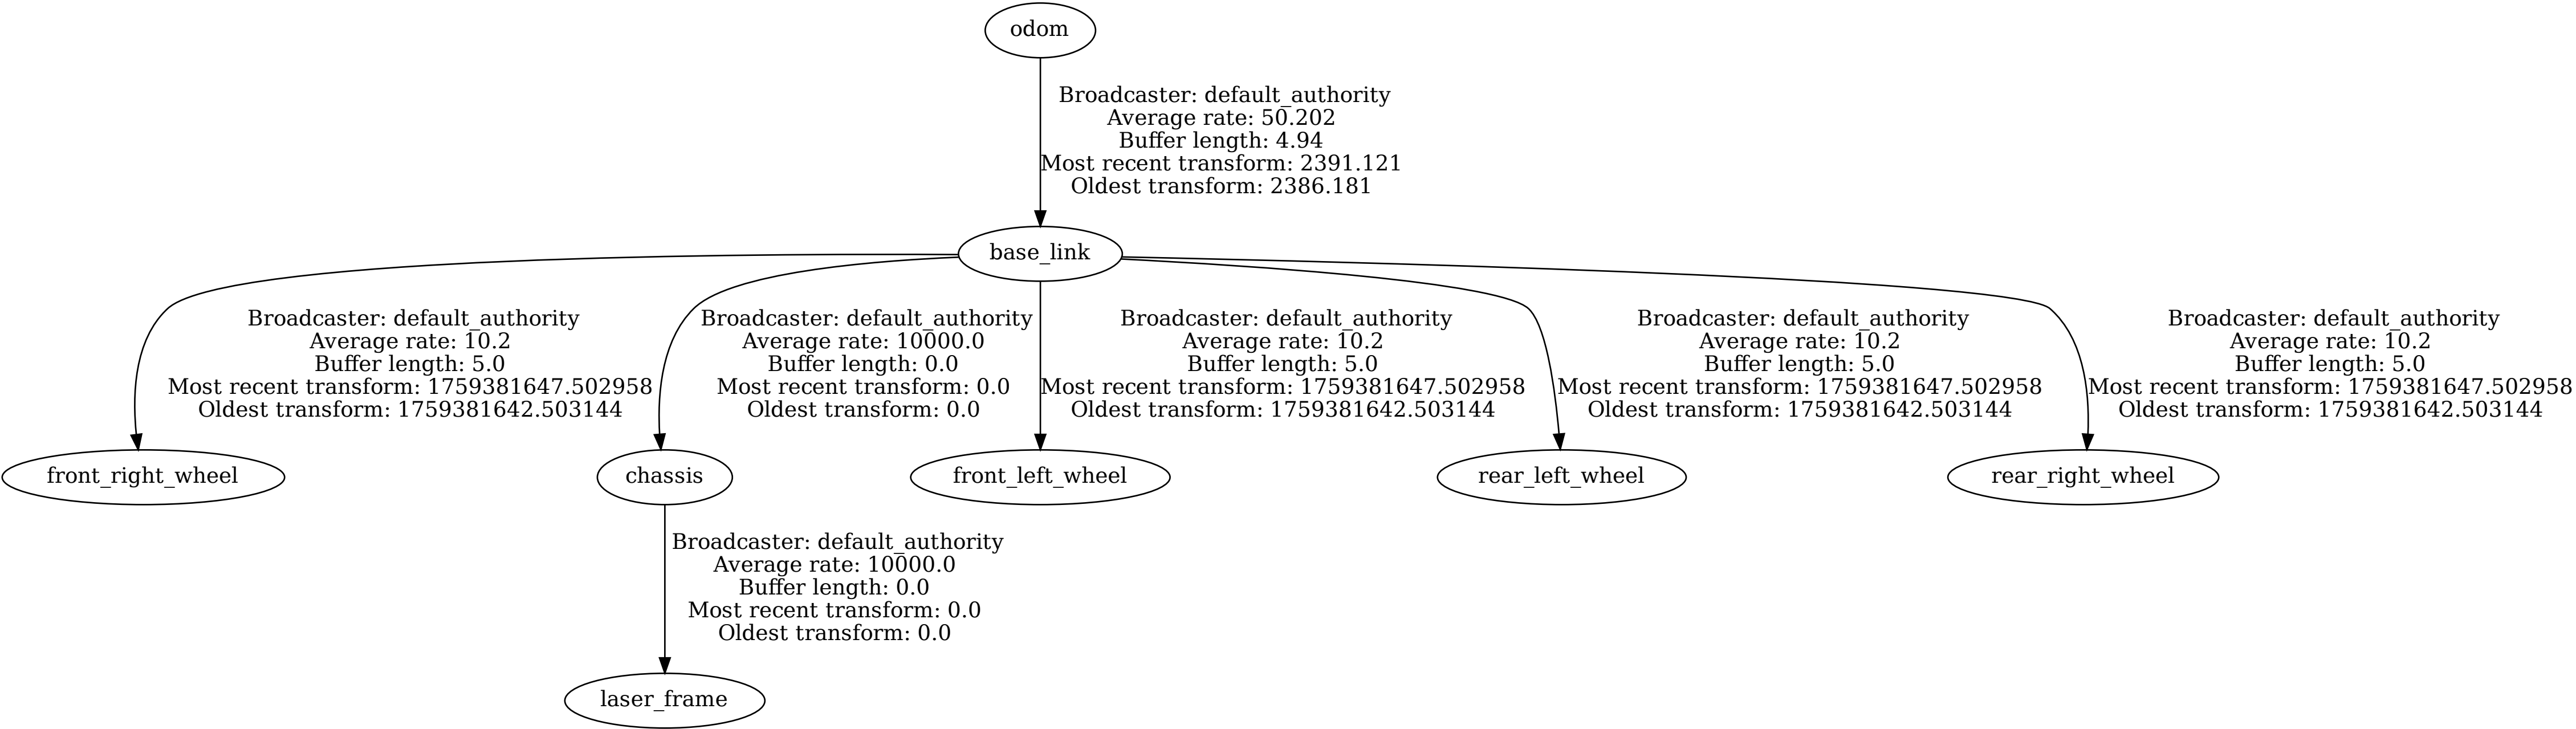 odom
Broadcaster: default_authority
Average rate: 50.202
Buffer length: 4.94
Most recent transform: 2391.121
Oldest transform: 2386.181
base_link
Broadcaster: default_authority
Average rate: 10.2
Buffer length: 5.0
Most recent transform: 1759381647.502958
Oldest transform: 1759381642.503144
Broadcaster: default_authority
Average rate: 10000.0
Buffer length: 0.0
Most recent transform: 0.0
Oldest transform: 0.0
Broadcaster: default_authority
Average rate: 10.2
Buffer length: 5.0
Most recent transform: 1759381647.502958
Oldest transform: 1759381642.503144
Broadcaster: default_authority
Average rate: 10.2
Buffer length: 5.0
Most recent transform: 1759381647.502958
Oldest transform: 1759381642.503144
Broadcaster: default_authority
Average rate: 10.2
Buffer length: 5.0
Most recent transform: 1759381647.502958
Oldest transform: 1759381642.503144
front_right_wheel
chassis
front_left_wheel
rear_left_wheel
rear_right_wheel
Broadcaster: default_authority
Average rate: 10000.0
Buffer length: 0.0
Most recent transform: 0.0
Oldest transform: 0.0
laser_frame